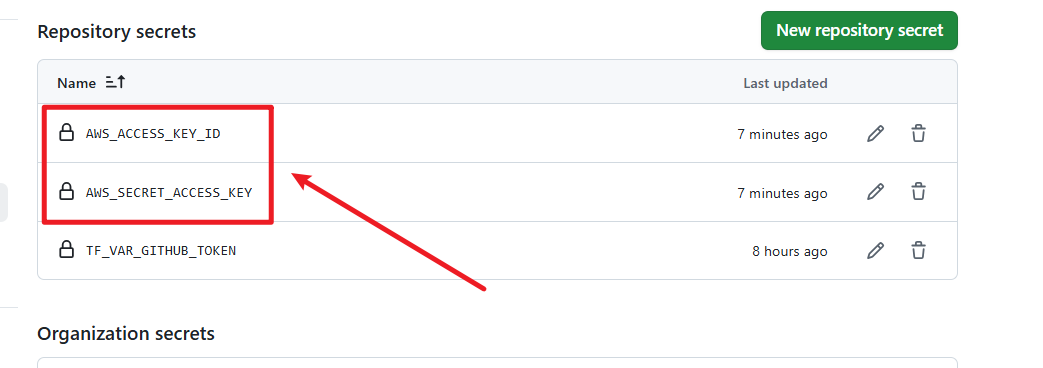 Repository secrets
New repository secret
Name
Last updated
AWS_ACCESS_KEY_ID
7 minutes ago
AWS_SECRET_ACCESS_KEY
7 minutes ago
TF_VAR_GITHUB_TOKEN
8 hours ago
Organization secrets